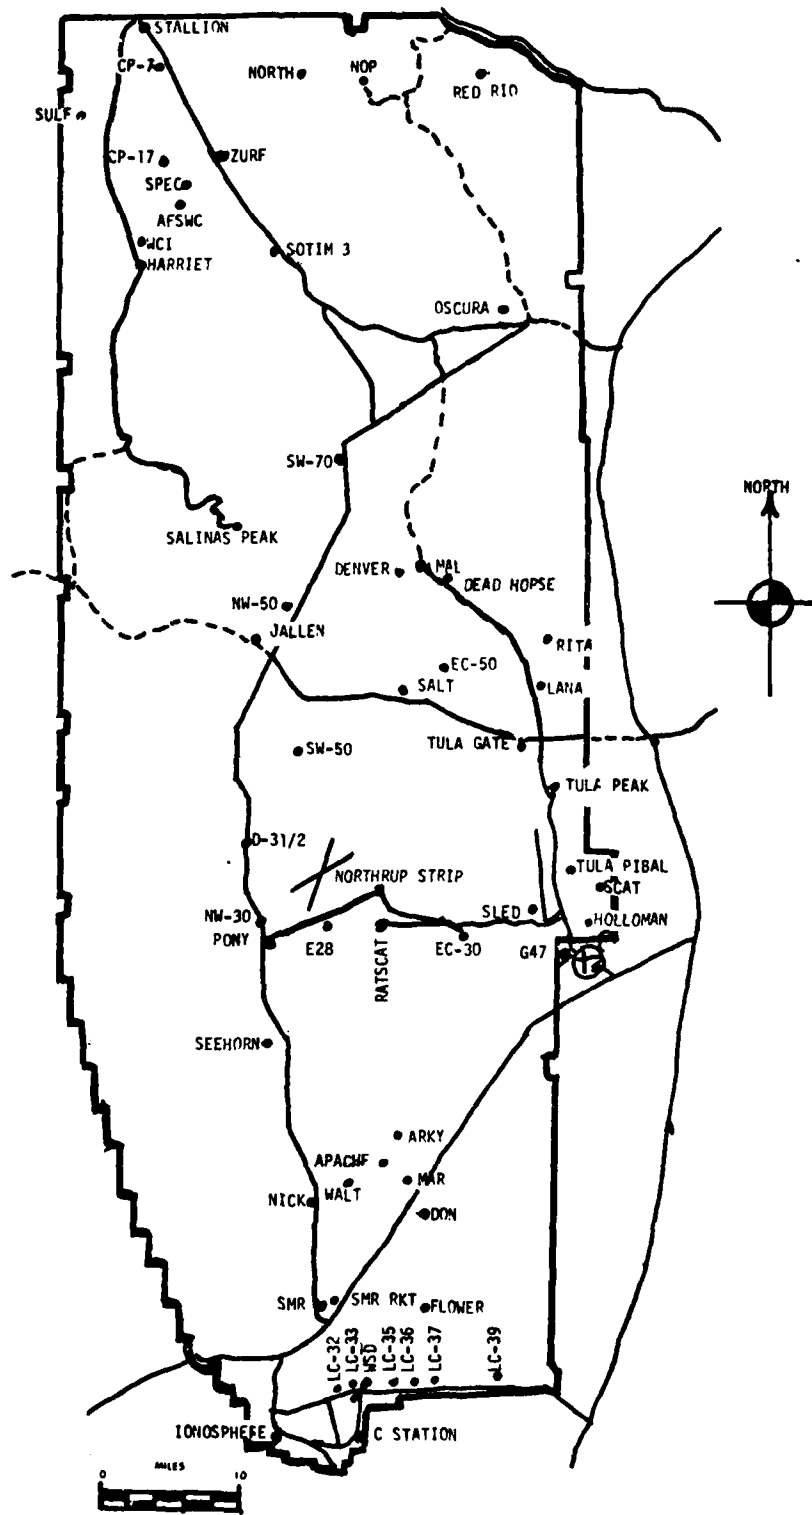 STALLION
CP-7
NORTH
NOP
RED RIO
SULF
CP-17
ZURF
SPEC
AFSWC
WCI
HARRIET
SOTIM 3
OSCURA
SW-70
NORTH
SALINAS PEAK
DENVER
MAL
DEAD HOPSE
NW-50
JALLEN
RITA
EC-50
SALT
LANA
TULA GATE
SW-50
TULA PEAK
D-31/2
TULA PIBAL
NORTHRUP STRIP
SCAT
NW-30
SLED
HOLLOMAN
PONY
E28
RATSCAT
EC-30
G47
SEEHORN
ARKY
APACHE
MAR
WALT
NICK
DON
SMR
SMR RKT
FLOWER
LC-32
LC-33
WSD
LC-35
LC-36
LC-37
LC-39
IONOSPHERE
C STATION
MILES
0 10